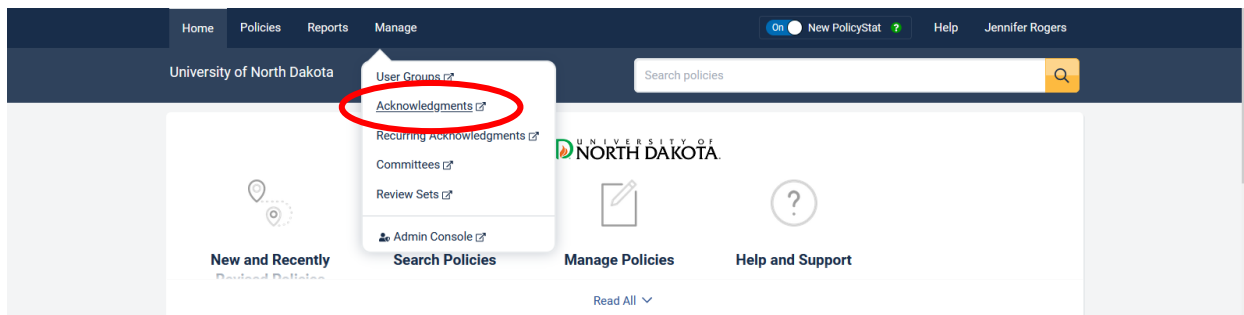 Home Policies Reports Manage On New PolicyStat ? Help Jennifer Rogers
University of North Dakota
Search policies
User Groups
Acknowledgments
Recurring Acknowledgments
Committees
Review Sets
Admin Console
UNIVERSITY OF
NORTH DAKOTA.
?
New and Recently
Revised Policies
Search Policies
Manage Policies
Help and Support
Read All